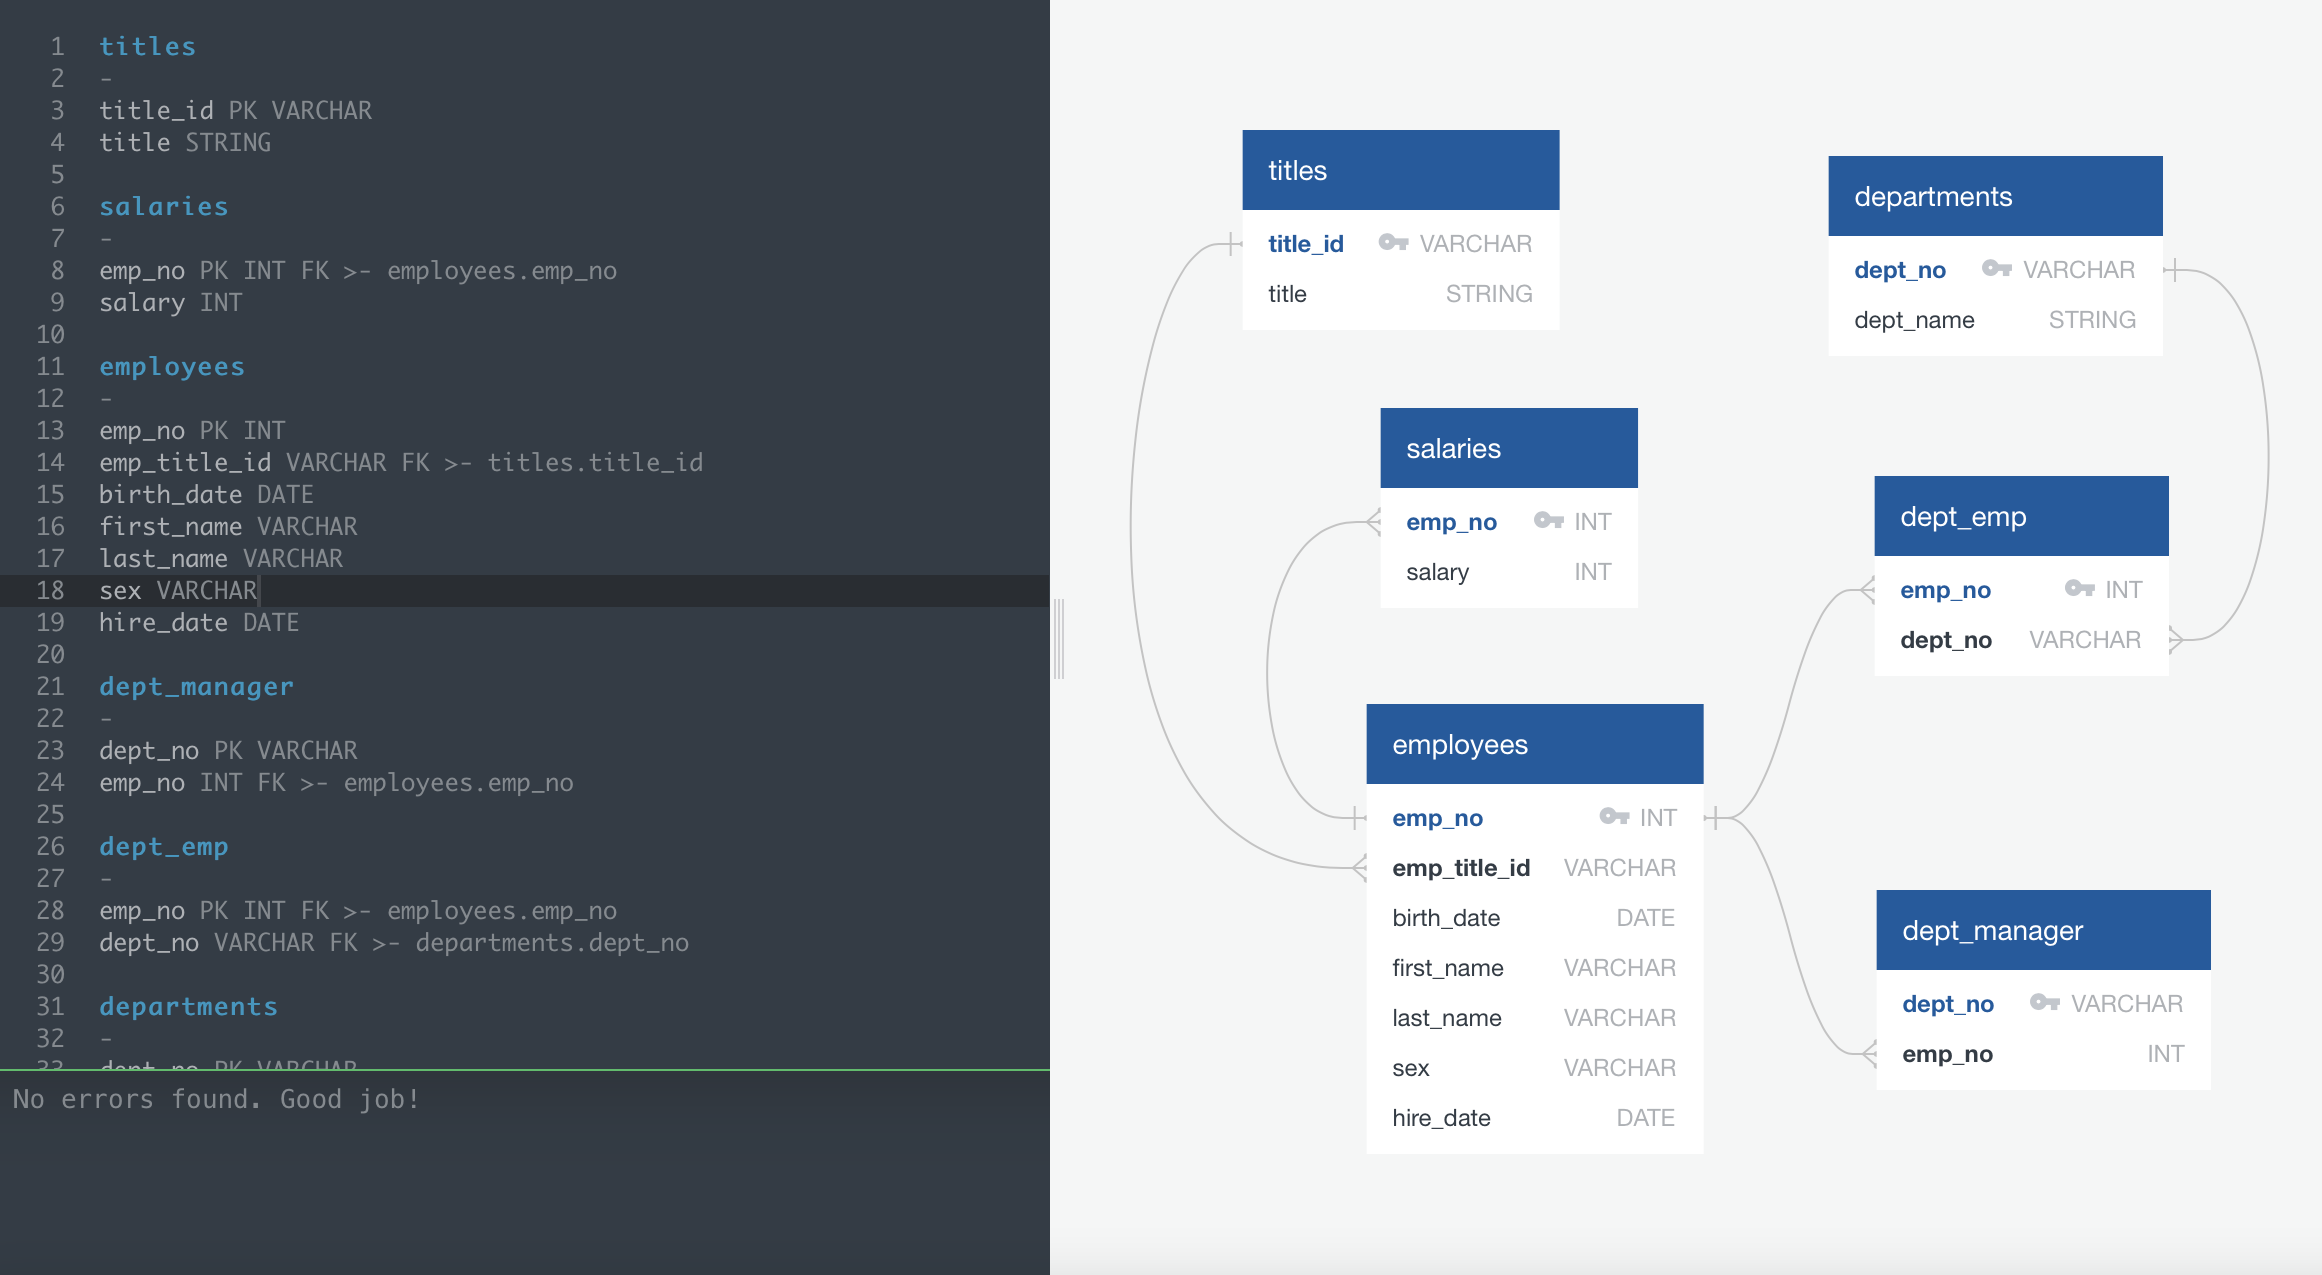 1 titles
2 -
3 title_id PK VARCHAR
4 title STRING
5
6 salaries
7 -
8 emp_no PK INT FK >- employees.emp_no
9 salary INT
10
11 employees
12 -
13 emp_no PK INT
14 emp_title_id VARCHAR FK >- titles.title_id
15 birth_date DATE
16 first_name VARCHAR
17 last_name VARCHAR
18 sex VARCHAR
19 hire_date DATE
20
21 dept_manager
22 -
23 dept_no PK VARCHAR
24 emp_no INT FK >- employees.emp_no
25
26 dept_emp
27 -
28 emp_no PK INT FK >- employees.emp_no
29 dept_no VARCHAR FK >- departments.dept_no
30
31 departments
32 -
33 dept_no PK VARCHAR
No errors found. Good job!
titles
title_id VARCHAR
title STRING
departments
dept_no VARCHAR
dept_name STRING
salaries
emp_no INT
salary INT
dept_emp
emp_no INT
dept_no VARCHAR
employees
emp_no INT
emp_title_id VARCHAR
birth_date DATE
first_name VARCHAR
last_name VARCHAR
sex VARCHAR
hire_date DATE
dept_manager
dept_no VARCHAR
emp_no INT